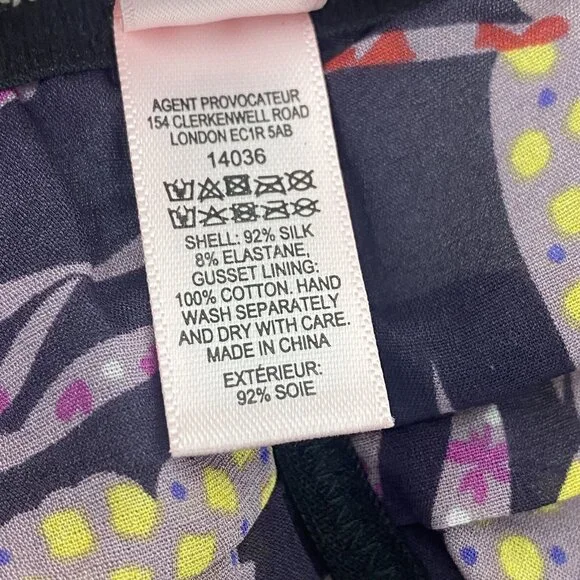 AGENT PROVOCATEUR
154 CLERKENWELL ROAD
LONDON EC1R 5AB
14036
SHELL: 92% SILK
8% ELASTANE,
GUSSET LINING:
100% COTTON. HAND
WASH SEPARATELY
AND DRY WITH CARE.
MADE IN CHINA
EXTÉRIEUR:
92% SOIE